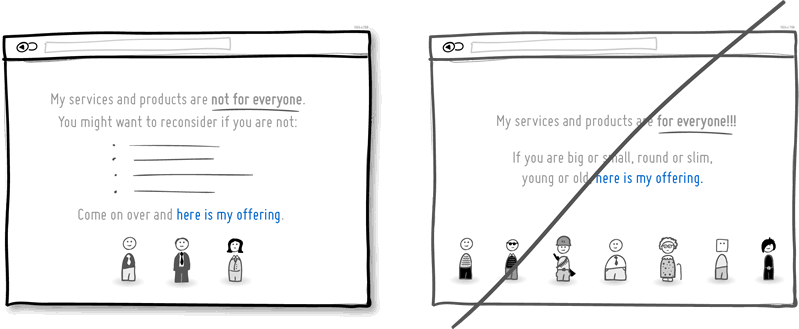 My services and products are not for everyone.
You might want to reconsider if you are not:
Come on over and here is my offering.
My services and products are for everyone!!!
If you are big or small, round or slim,
young or old, here is my offering.